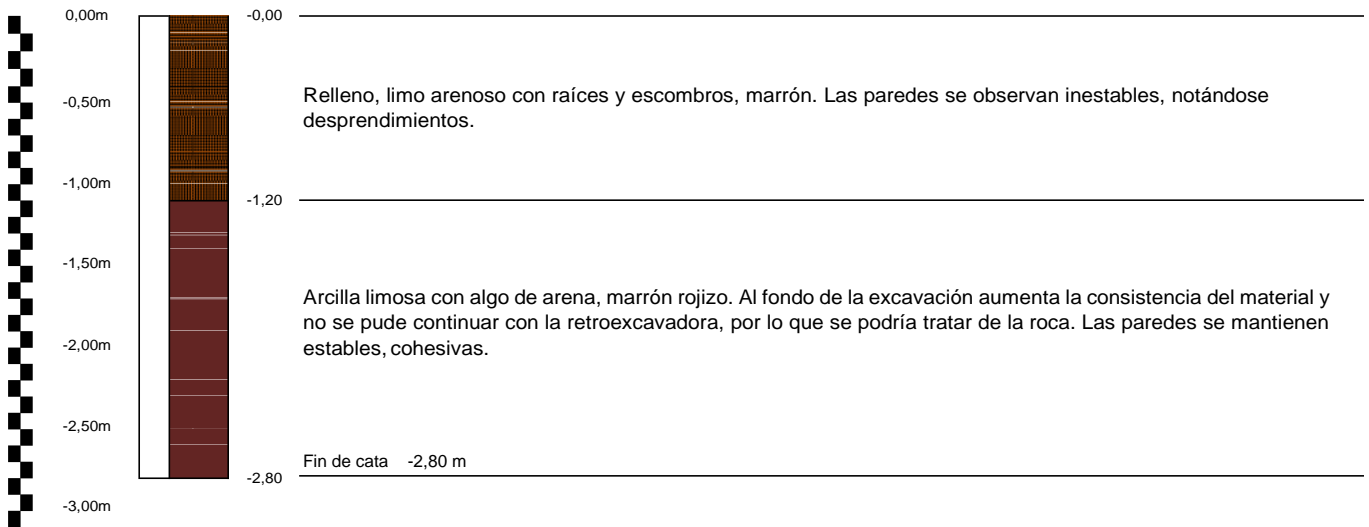 0,00m
-0,00
Relleno, limo arenoso con raíces y escombros, marrón. Las paredes se observan inestables, notándose
desprendimientos.
-0,50m
-1,00m
-1,20
-1,50m
Arcilla limosa con algo de arena, marrón rojizo. Al fondo de la excavación aumenta la consistencia del material y
no se pude continuar con la retroexcavadora, por lo que se podría tratar de la roca. Las paredes se mantienen
estables, cohesivas.
-2,00m
-2,50m
Fin de cata -2,80 m
-2,80
-3,00m